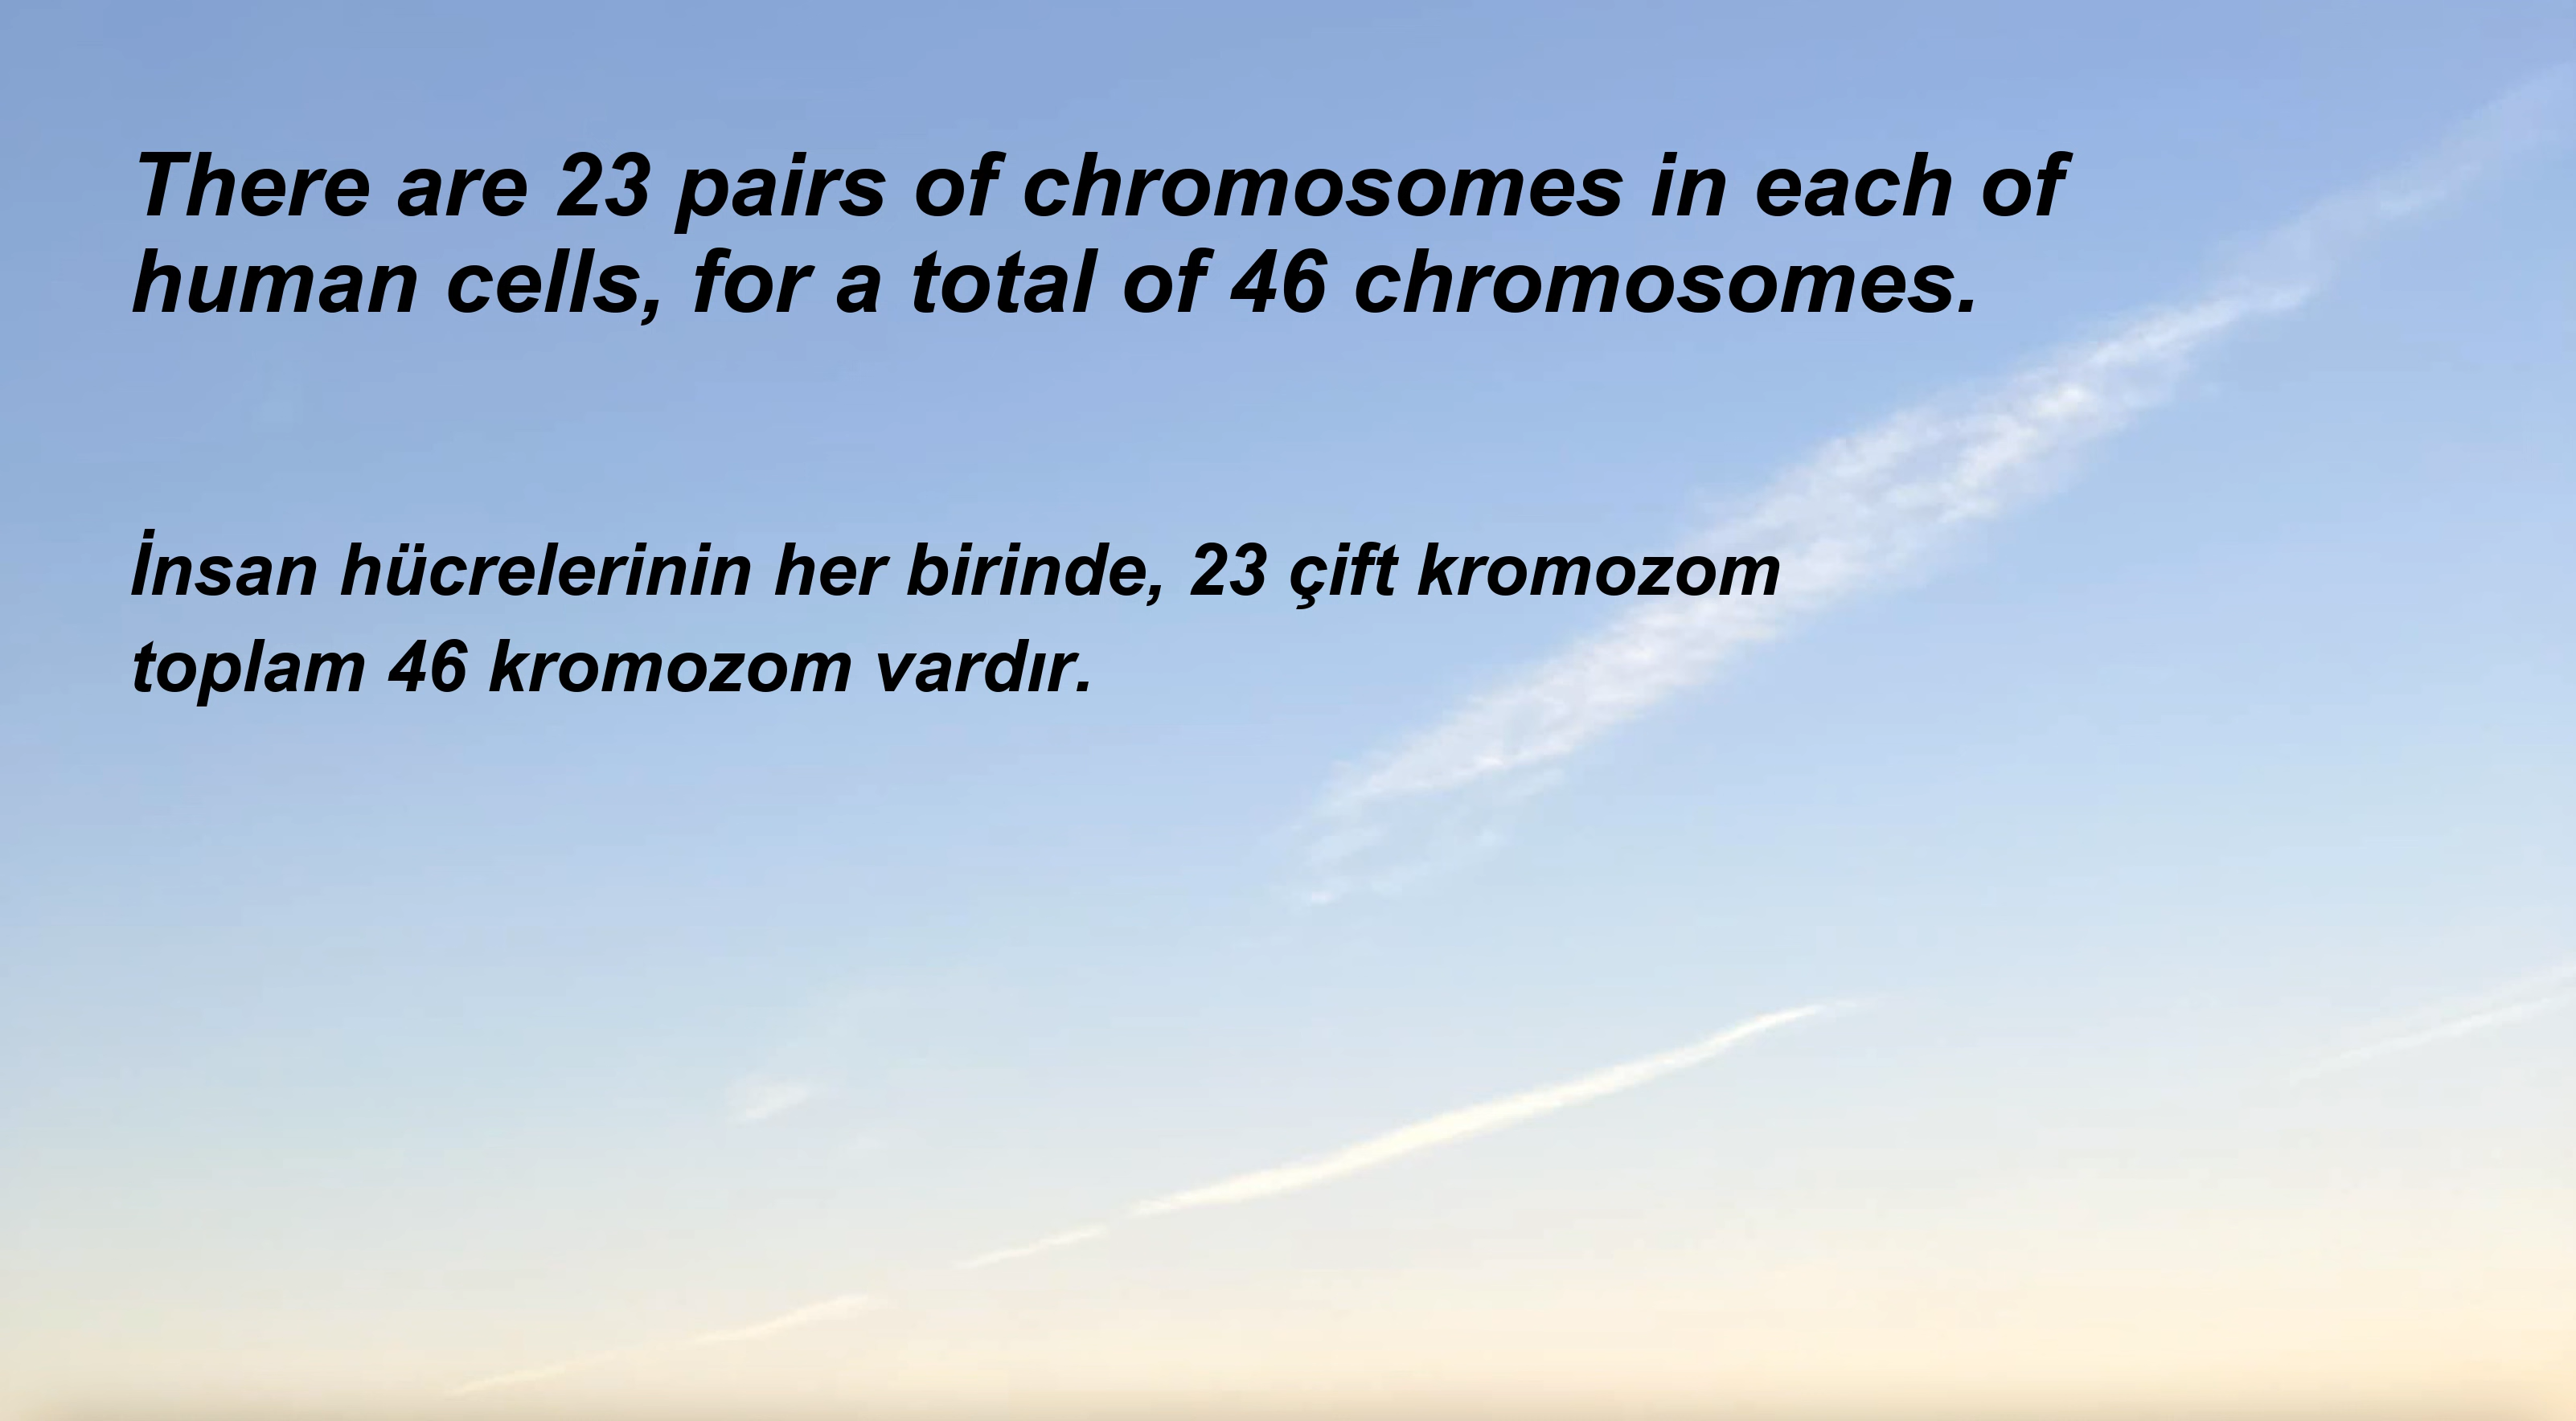 There are 23 pairs of chromosomes in each of
human cells, for a total of 46 chromosomes.
İnsan hücrelerinin her birinde, 23 çift kromozom
toplam 46 kromozom vardır.